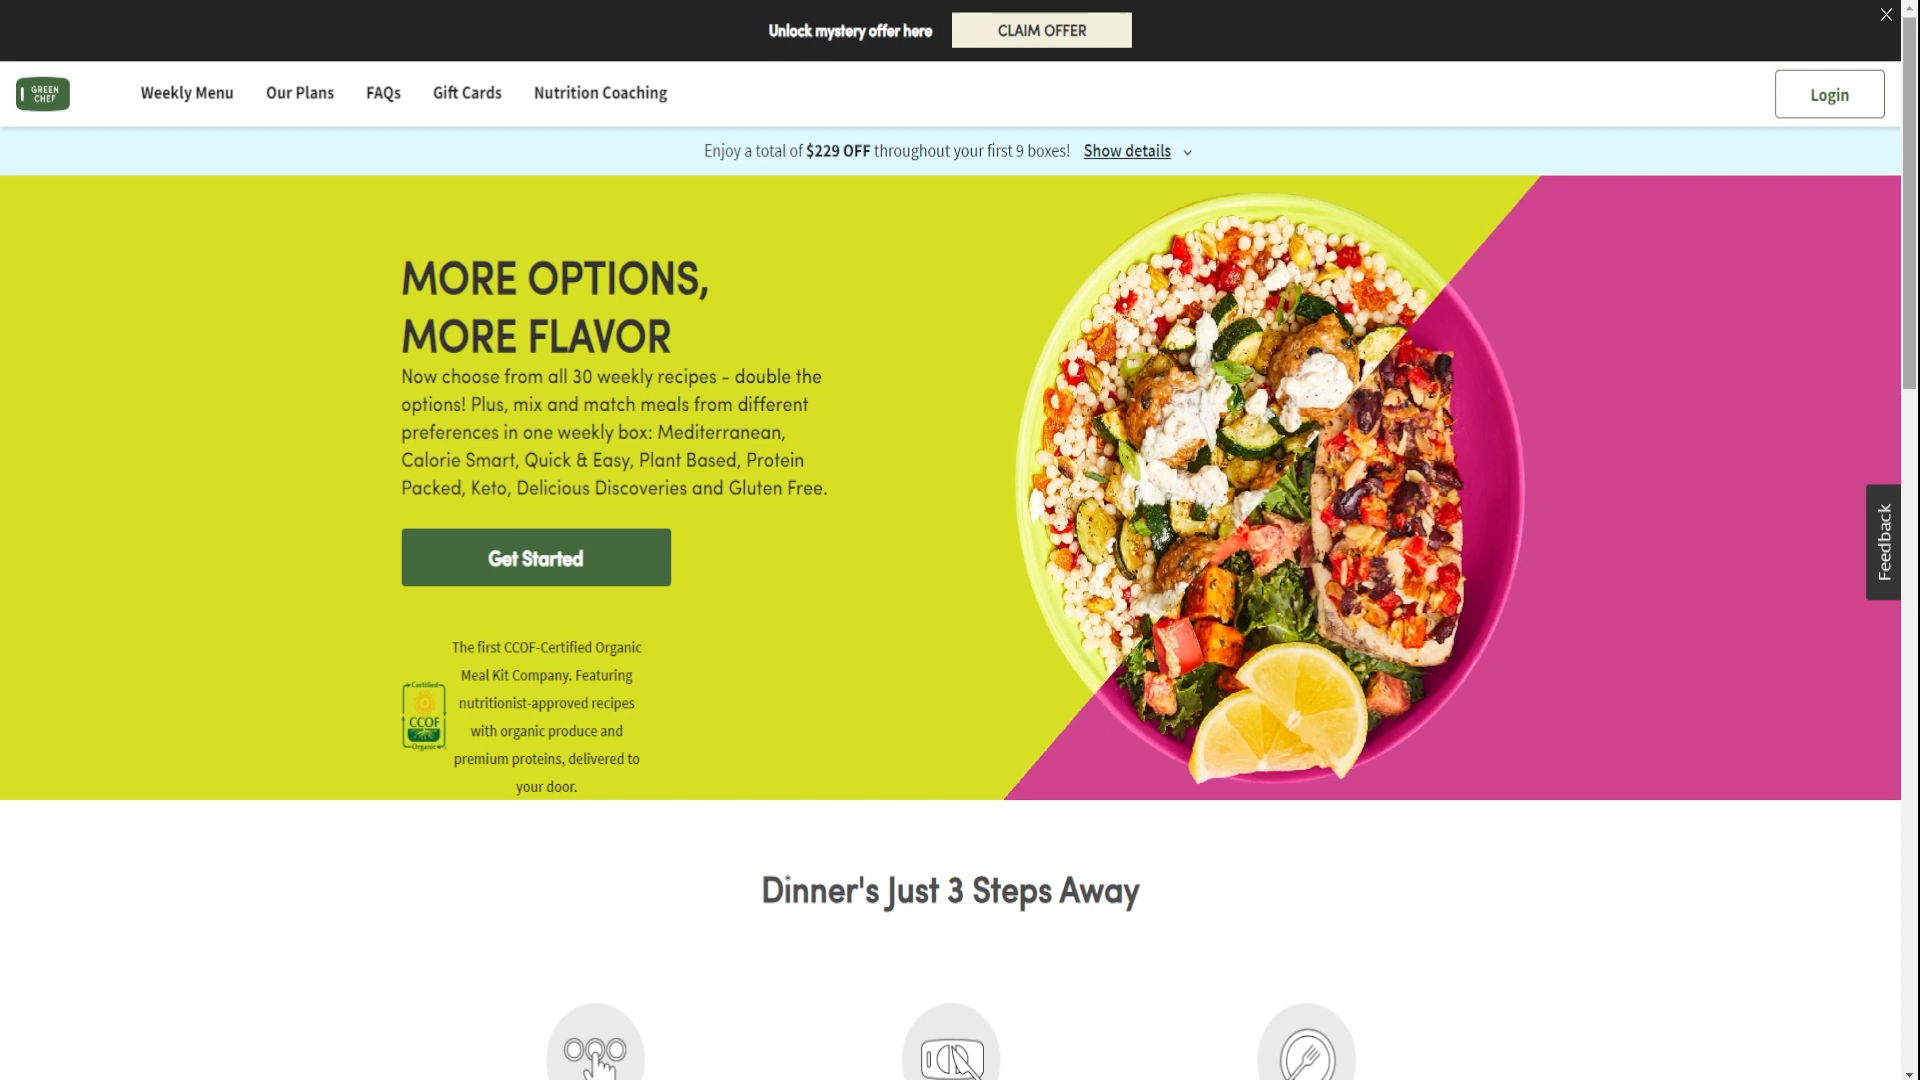 Unlock mystery offer here CLAIM OFFER
GREEN CHEF
Weekly Menu Our Plans FAQs Gift Cards Nutrition Coaching Login
Enjoy a total of $229 OFF throughout your first 9 boxes! Show details
MORE OPTIONS,
MORE FLAVOR
Now choose from all 30 weekly recipes - double the
options! Plus, mix and match meals from different
preferences in one weekly box: Mediterranean,
Calorie Smart, Quick & Easy, Plant Based, Protein
Packed, Keto, Delicious Discoveries and Gluten Free.
Get Started
Feedback
The first CCOF-Certified Organic
Meal Kit Company. Featuring
nutritionist-approved recipes
with organic produce and
premium proteins, delivered to
your door.
Certified
CCOF
Organic
Dinner's Just 3 Steps Away